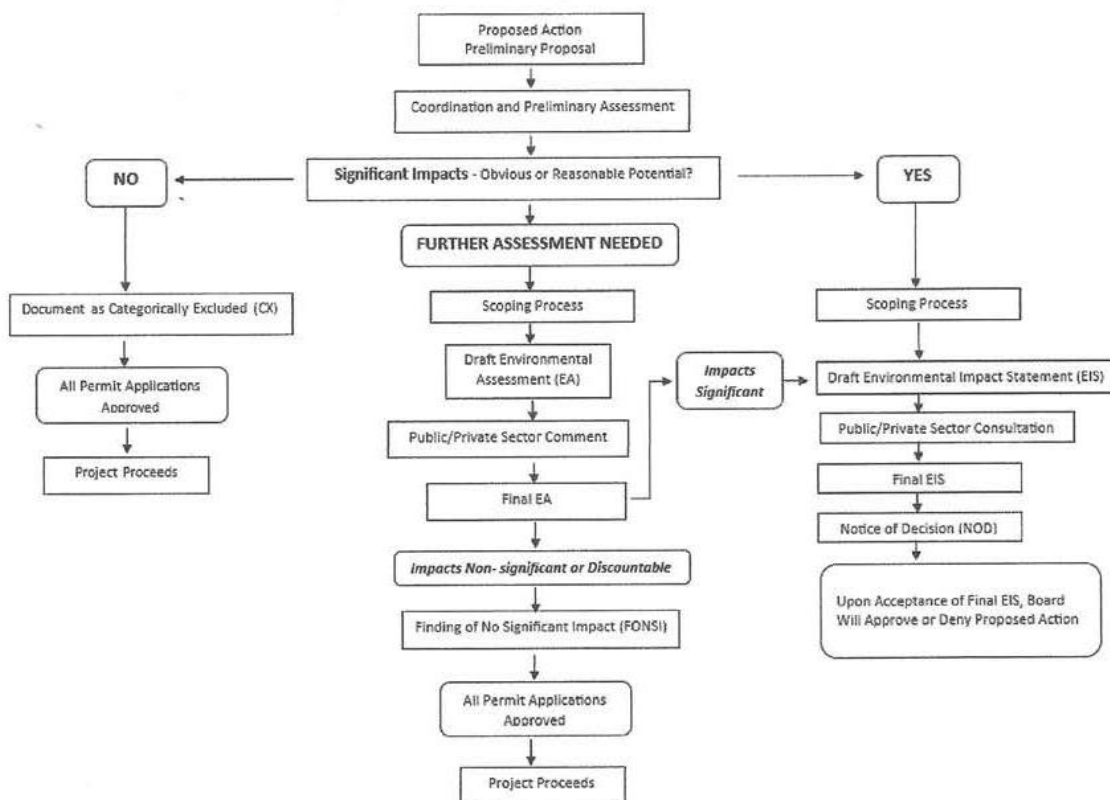 Proposed Action
Preliminary Proposal
Coordination and Preliminary Assessment
NO
Significant Impacts - Obvious or Reasonable Potential?
YES
FURTHER ASSESSMENT NEEDED
Document as Categorically Excluded (CX)
All Permit Applications
Approved
Project Proceeds
Scoping Process
Draft Environmental
Assessment (EA)
Public/Private Sector Comment
Final EA
Impacts Non- significant or Discountable
Finding of No Significant Impact (FONSI)
All Permit Applications
Approved
Project Proceeds
Impacts
Significant
Scoping Process
Draft Environmental Impact Statement (EIS)
Public/Private Sector Consultation
Final EIS
Notice of Decision (NOD)
Upon Acceptance of Final EIS, Board
Will Approve or Deny Proposed Action